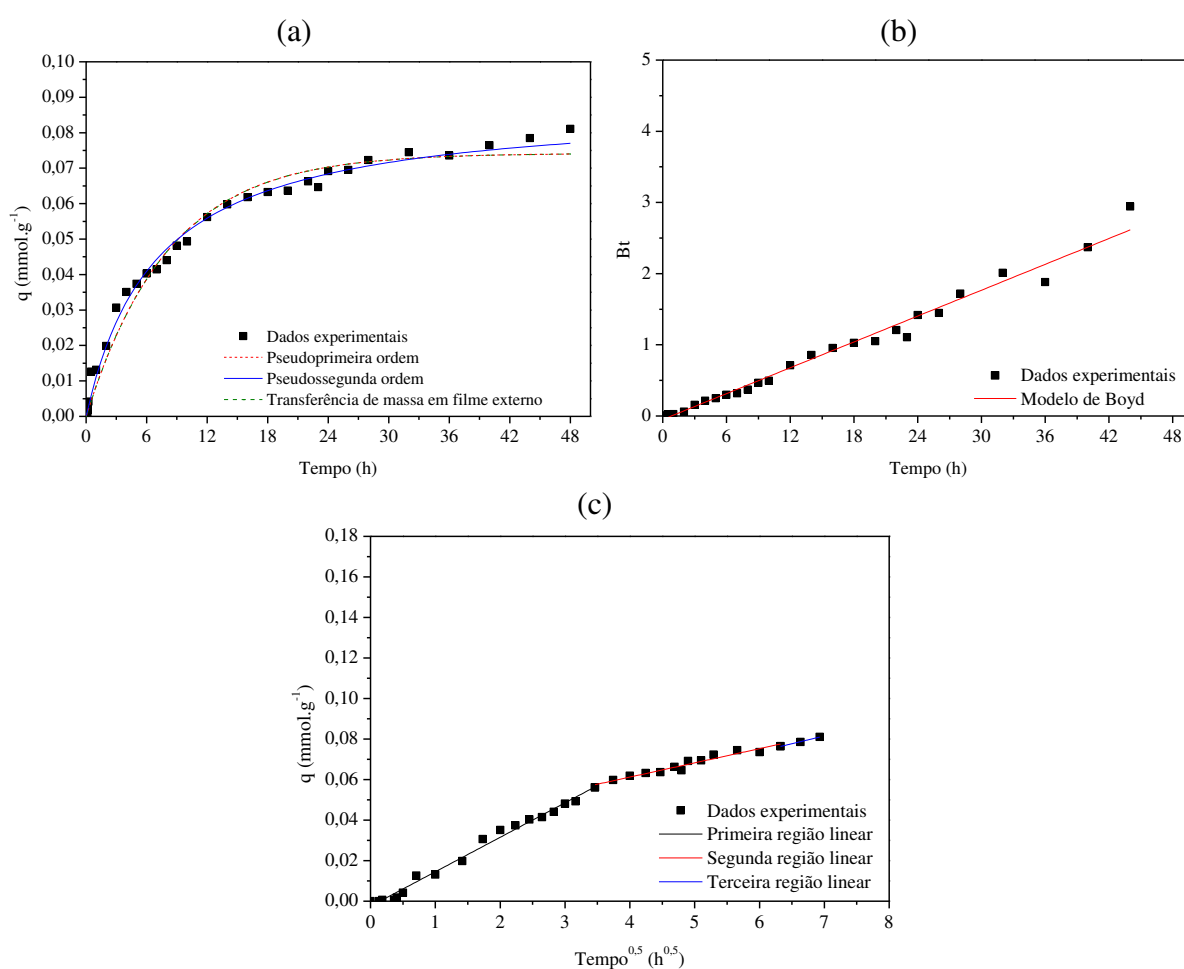 (a)
0,10
0,09
0,08
0,07
0,06
0,05
0,04
0,03
0,02
0,01
0,00
q (mmol.g⁻¹)
Dados experimentais
Pseudoprimeira ordem
Pseudossegunda ordem
Transferência de massa em filme externo
0 6 12 18 24 30 36 42 48
Tempo (h)
(b)
5
4
3
2
1
0
Bt
Dados experimentais
Modelo de Boyd
0 6 12 18 24 30 36 42 48
Tempo (h)
(c)
0,18
0,16
0,14
0,12
0,10
0,08
0,06
0,04
0,02
0,00
q (mmol.g⁻¹)
Dados experimentais
Primeira região linear
Segunda região linear
Terceira região linear
0 1 2 3 4 5 6 7 8
Tempo⁰,⁵ (h⁰,⁵)